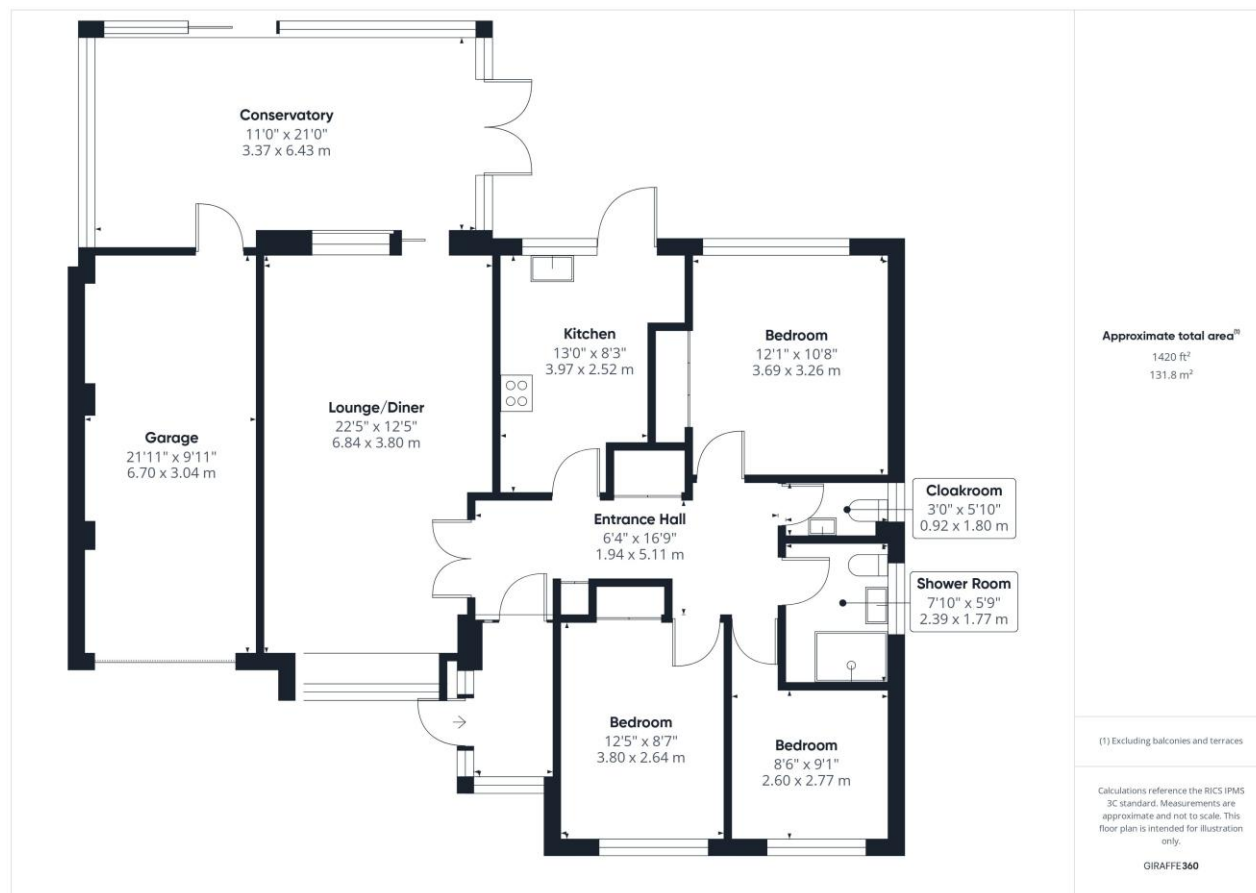 Conservatory
11'0" x 21'0"
3.37 x 6.43 m
Kitchen
13'0" x 8'3"
3.97 x 2.52 m
Bedroom
12'1" x 10'8"
3.69 x 3.26 m
Lounge/Diner
22'5" x 12'5"
6.84 x 3.80 m
Garage
21'11" x 9'11"
6.70 x 3.04 m
Entrance Hall
6'4" x 16'9"
1.94 x 5.11 m
Cloakroom
3'0" x 5'10"
0.92 x 1.80 m
Shower Room
7'10" x 5'9"
2.39 x 1.77 m
Bedroom
12'5" x 8'7"
3.80 x 2.64 m
Bedroom
8'6" x 9'1"
2.60 x 2.77 m
Approximate total area(1)
1420 ft²
131.8 m²
(1) Excluding balconies and terraces
Calculations reference the RICS IPMS
3C standard. Measurements are
approximate and not to scale. This
floor plan is intended for illustration
only.
GIRAFFE360